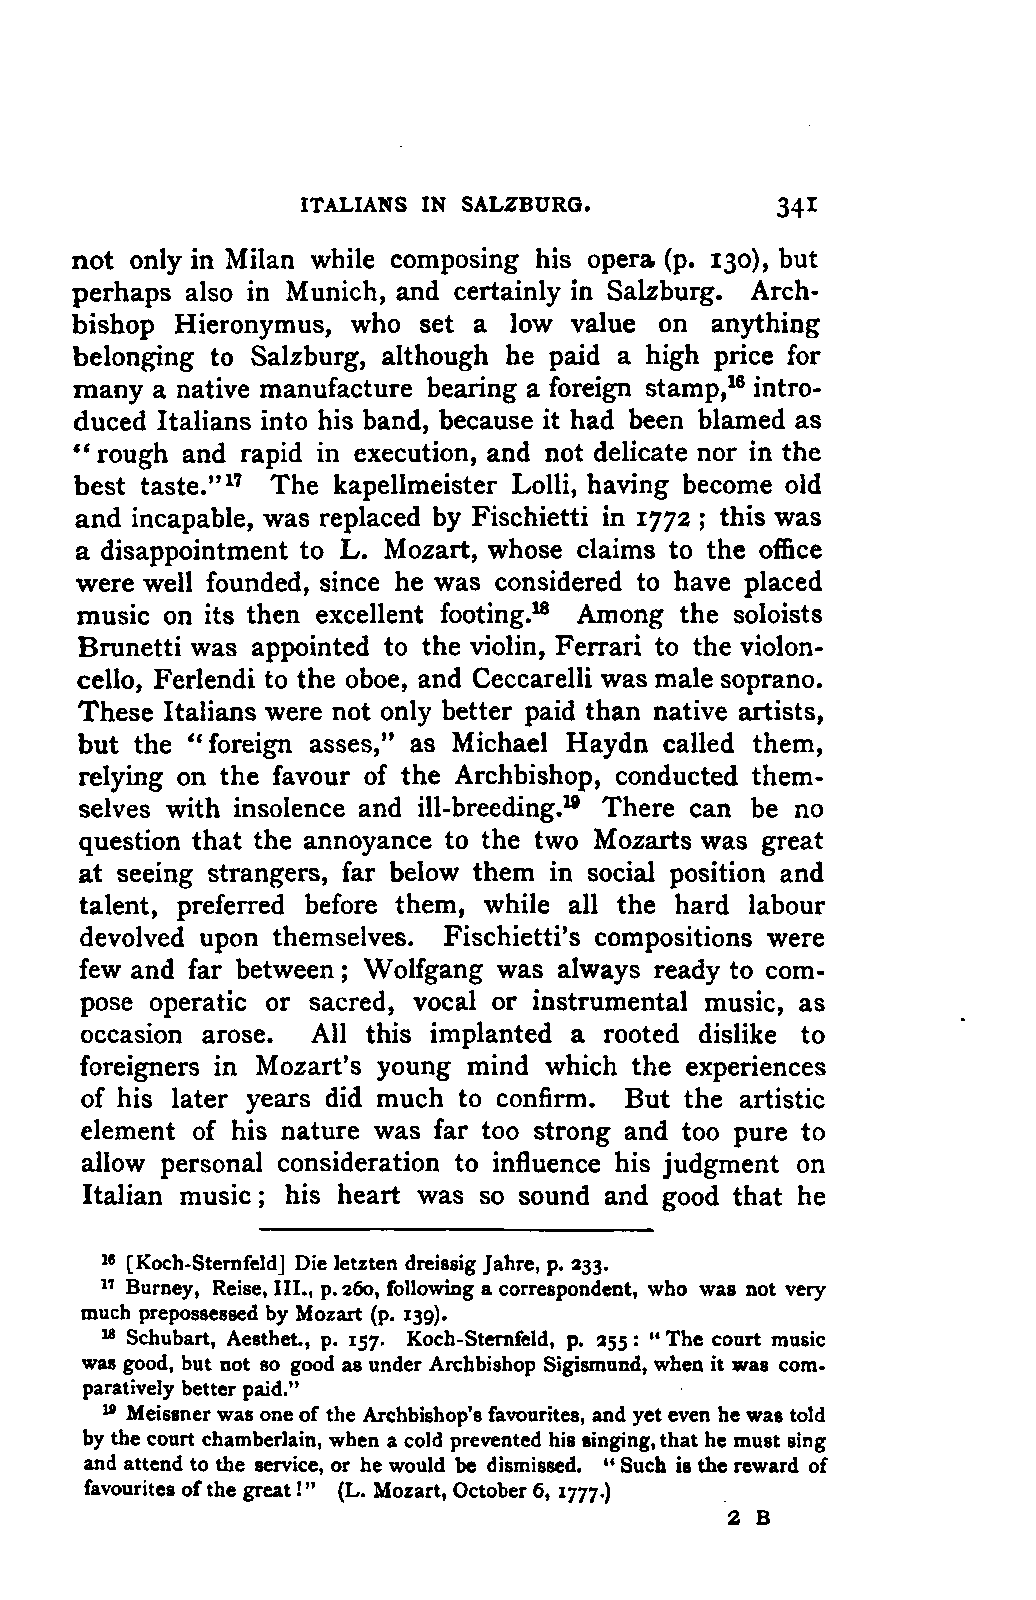 ITALIANS IN SALZBURG. 341
not only in Milan while composing his opera (p. 130), but
perhaps also in Munich, and certainly in Salzburg. Arch-
bishop Hieronymus, who set a low value on anything
belonging to Salzburg, although he paid a high price for
many a native manufacture bearing a foreign stamp,¹⁶ intro-
duced Italians into his band, because it had been blamed as
“rough and rapid in execution, and not delicate nor in the
best taste.”¹⁷ The kapellmeister Lolli, having become old
and incapable, was replaced by Fischietti in 1772 ; this was
a disappointment to L. Mozart, whose claims to the office
were well founded, since he was considered to have placed
music on its then excellent footing.¹⁸ Among the soloists
Brunetti was appointed to the violin, Ferrari to the violon-
cello, Ferlendi to the oboe, and Ceccarelli was male soprano.
These Italians were not only better paid than native artists,
but the “foreign asses,” as Michael Haydn called them,
relying on the favour of the Archbishop, conducted them-
selves with insolence and ill-breeding.¹⁹ There can be no
question that the annoyance to the two Mozarts was great
at seeing strangers, far below them in social position and
talent, preferred before them, while all the hard labour
devolved upon themselves. Fischietti’s compositions were
few and far between ; Wolfgang was always ready to com-
pose operatic or sacred, vocal or instrumental music, as
occasion arose. All this implanted a rooted dislike to
foreigners in Mozart’s young mind which the experiences
of his later years did much to confirm. But the artistic
element of his nature was far too strong and too pure to
allow personal consideration to influence his judgment on
Italian music ; his heart was so sound and good that he
¹⁶ [Koch-Sternfeld] Die letzten dreissig Jahre, p. 233.
¹⁷ Burney, Reise, III., p. 260, following a correspondent, who was not very
much prepossessed by Mozart (p. 139).
¹⁸ Schubart, Aesthet., p. 157. Koch-Sternfeld, p. 255 : “The court music
was good, but not so good as under Archbishop Sigismund, when it was com-
paratively better paid.”
¹⁹ Meissner was one of the Archbishop’s favourites, and yet even he was told
by the court chamberlain, when a cold prevented his singing, that he must sing
and attend to the service, or he would be dismissed. “Such is the reward of
favourites of the great !” (L. Mozart, October 6, 1777.)
2 B